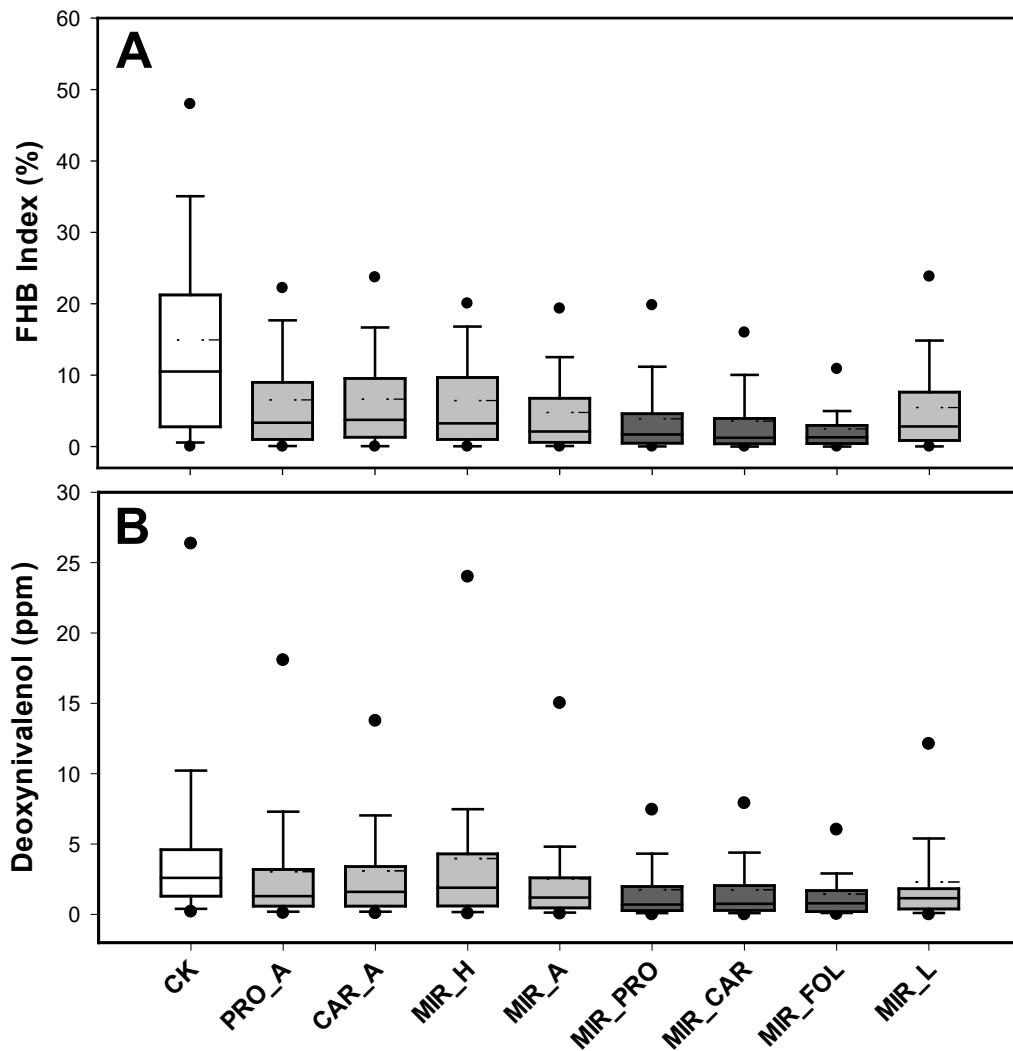 A
FHB Index (%)
60
50
40
30
20
10
0
B
Deoxynivalenol (ppm)
30
25
20
15
10
5
0
CK
PRO_A
CAR_A
MIR_H
MIR_A
MIR_PRO
MIR_CAR
MIR_FOL
MIR_L